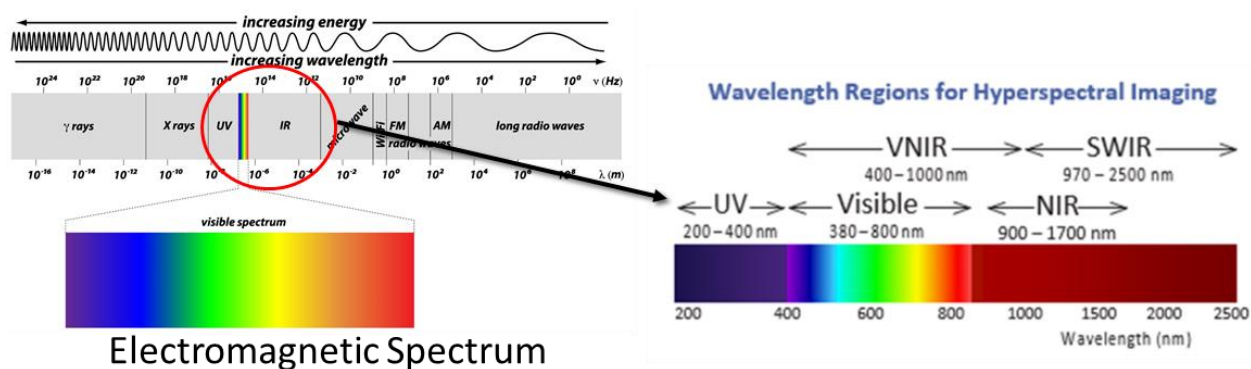 increasing energy
increasing wavelength
10²⁴ 10²² 10²⁰ 10¹⁸ 10¹⁴ 10¹² 10¹⁰ 10⁸ 10⁶ 10⁴ 10² 10⁰ ν (Hz)
γ rays X rays UV IR microwave WiFi FM AM long radio waves
radio waves
10⁻¹⁶ 10⁻¹⁴ 10⁻¹² 10⁻¹⁰ 10⁻⁶ 10⁻⁴ 10⁻² 10⁰ 10² 10⁴ 10⁸ λ (m)
visible spectrum
Electromagnetic Spectrum
Wavelength Regions for Hyperspectral Imaging
VNIR SWIR
400 – 1000 nm 970 – 2500 nm
UV Visible NIR
200 – 400 nm 380 – 800 nm 900 – 1700 nm
200 400 600 800 1000 1500 2000 2500
Wavelength (nm)